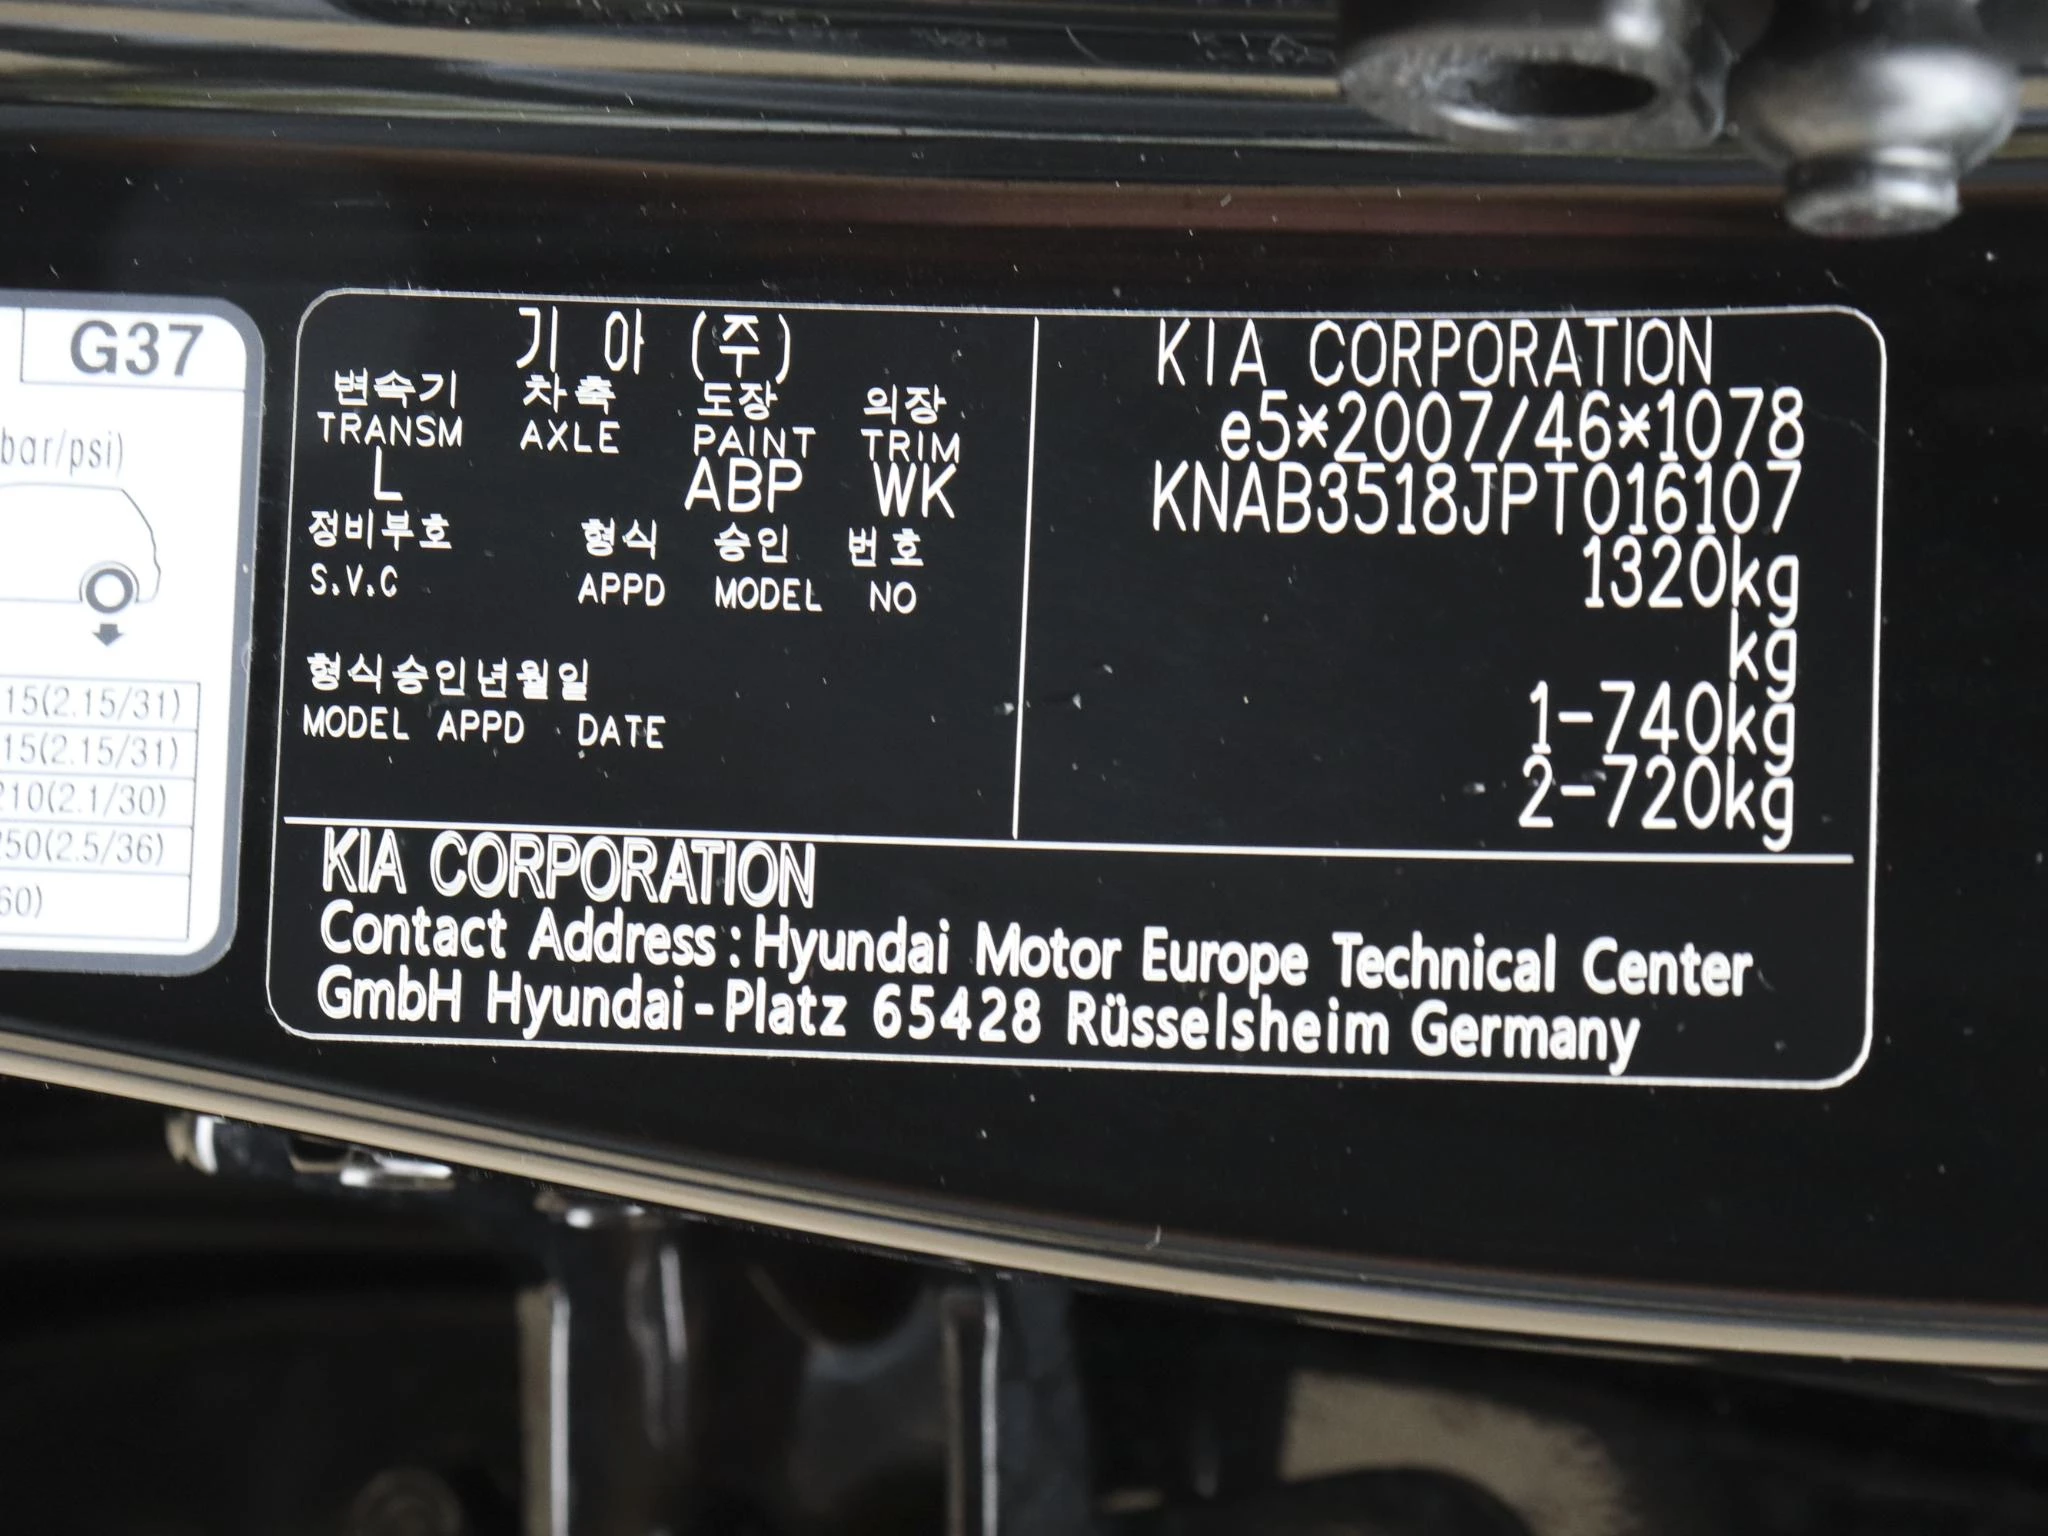 G37
bar/psi)
15(2.15/31)
15(2.15/31)
210(2.1/30)
250(2.5/36)
60)
기 아 (주)
변속기 차축 도장 의장
TRANSM AXLE PAINT TRIM
L ABP WK
정비부호 형식 승인 번호
S.V.C APPD MODEL NO
형식승인년월일
MODEL APPD DATE
KIA CORPORATION
e5*2007/46*1078
KNAB3518JPT016107
1320kg
kg
1-740kg
2-720kg
KIA CORPORATION
Contact Address : Hyundai Motor Europe Technical Center
GmbH Hyundai-Platz 65428 Rüsselsheim Germany